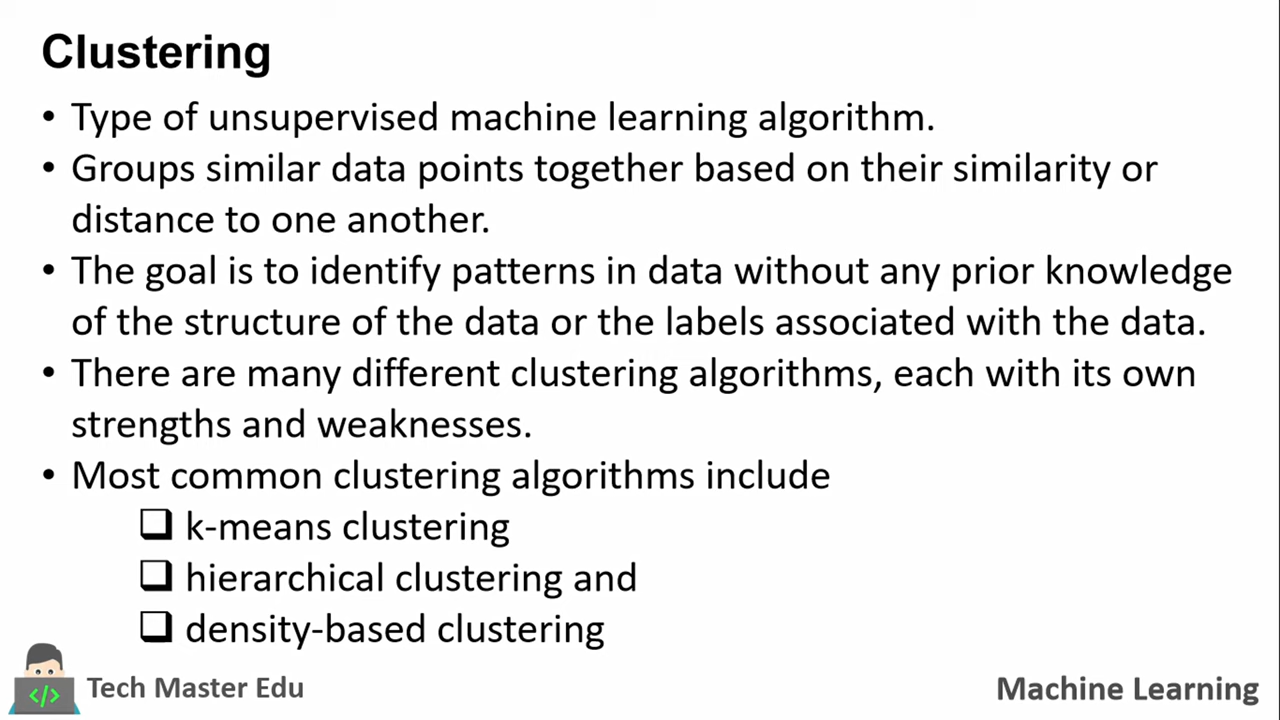 Clustering
• Type of unsupervised machine learning algorithm.
• Groups similar data points together based on their similarity or
distance to one another.
• The goal is to identify patterns in data without any prior knowledge
of the structure of the data or the labels associated with the data.
• There are many different clustering algorithms, each with its own
strengths and weaknesses.
• Most common clustering algorithms include
❑ k-means clustering
❑ hierarchical clustering and
❑ density-based clustering
</>
Tech Master Edu
Machine Learning